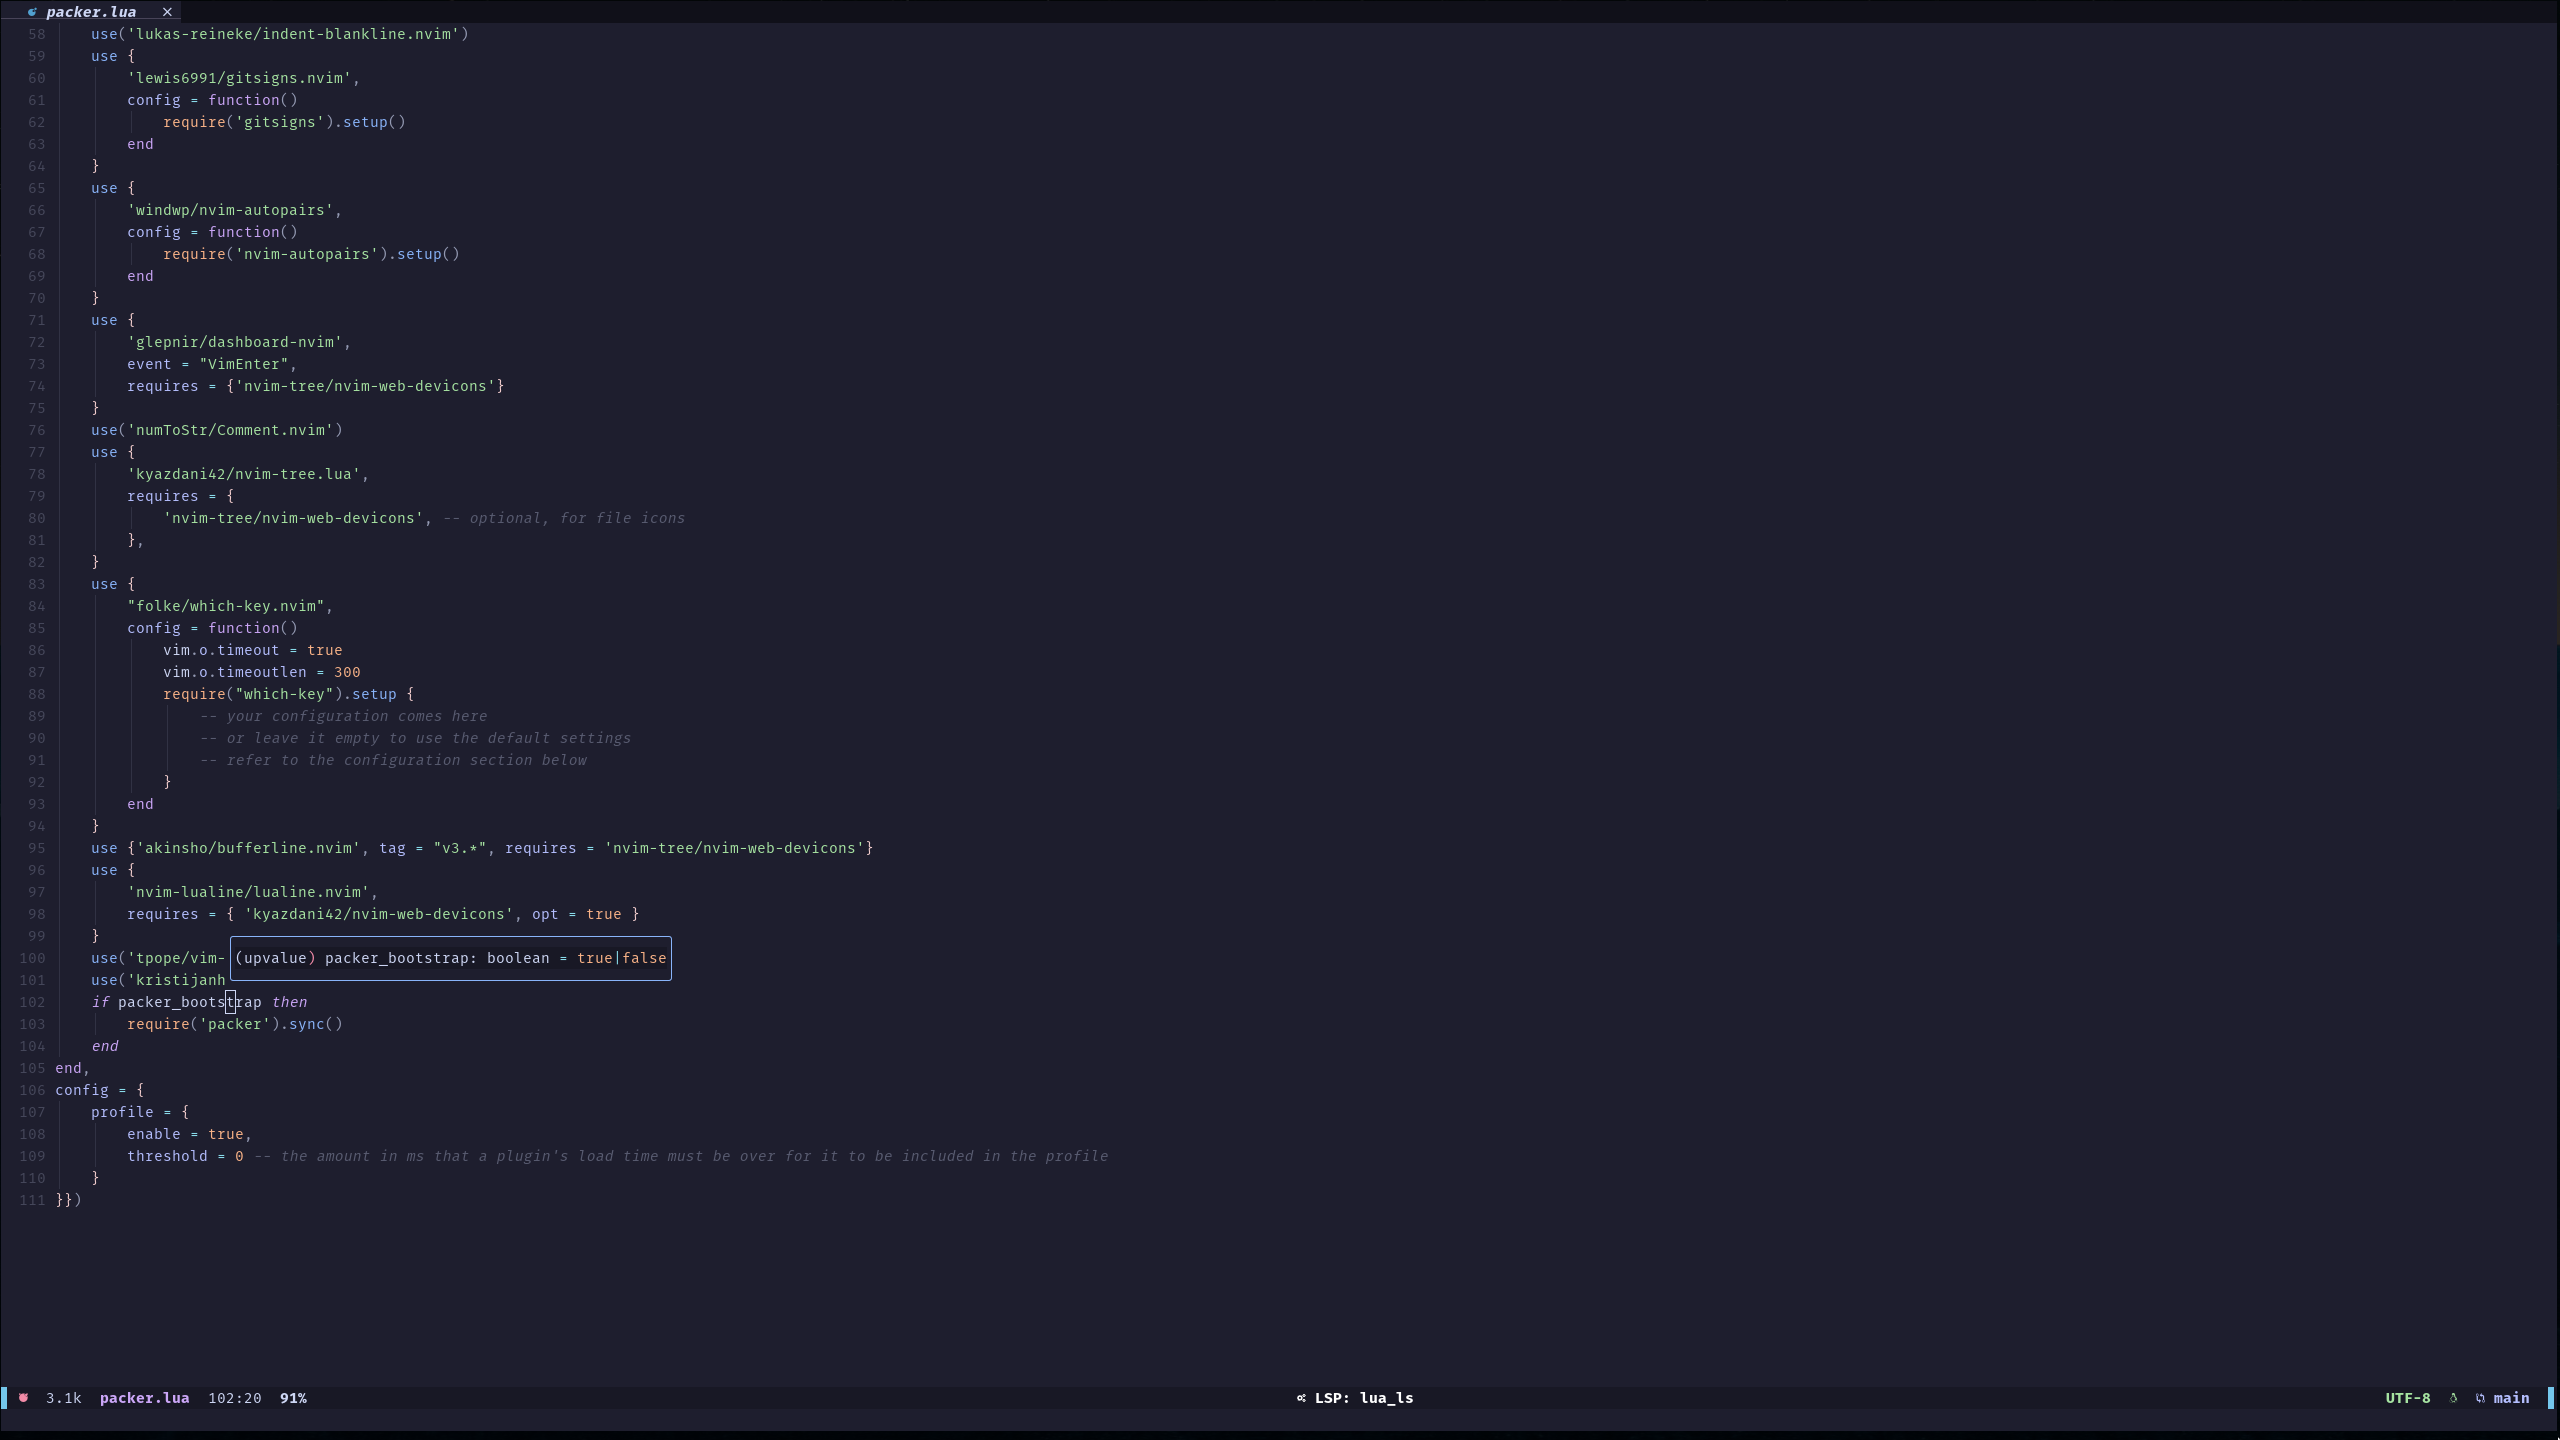 packer.lua ×
58 use('lukas-reineke/indent-blankline.nvim')
59 use {
60 'lewis6991/gitsigns.nvim',
61 config = function()
62 require('gitsigns').setup()
63 end
64 }
65 use {
66 'windwp/nvim-autopairs',
67 config = function()
68 require('nvim-autopairs').setup()
69 end
70 }
71 use {
72 'glepnir/dashboard-nvim',
73 event = "VimEnter",
74 requires = {'nvim-tree/nvim-web-devicons'}
75 }
76 use('numToStr/Comment.nvim')
77 use {
78 'kyazdani42/nvim-tree.lua',
79 requires = {
80 'nvim-tree/nvim-web-devicons', -- optional, for file icons
81 },
82 }
83 use {
84 "folke/which-key.nvim",
85 config = function()
86 vim.o.timeout = true
87 vim.o.timeoutlen = 300
88 require("which-key").setup {
89 -- your configuration comes here
90 -- or leave it empty to use the default settings
91 -- refer to the configuration section below
92 }
93 end
94 }
95 use {'akinsho/bufferline.nvim', tag = "v3.*", requires = 'nvim-tree/nvim-web-devicons'}
96 use {
97 'nvim-lualine/lualine.nvim',
98 requires = { 'kyazdani42/nvim-web-devicons', opt = true }
99 }
100 use('tpope/vim- (upvalue) packer_bootstrap: boolean = true|false
101 use('kristijanh
102 if packer_bootstrap then
103 require('packer').sync()
104 end
105 end,
106 config = {
107 profile = {
108 enable = true,
109 threshold = 0 -- the amount in ms that a plugin's load time must be over for it to be included in the profile
110 }
111 }})
3.1k packer.lua 102:20 91% LSP: lua_ls UTF-8 main